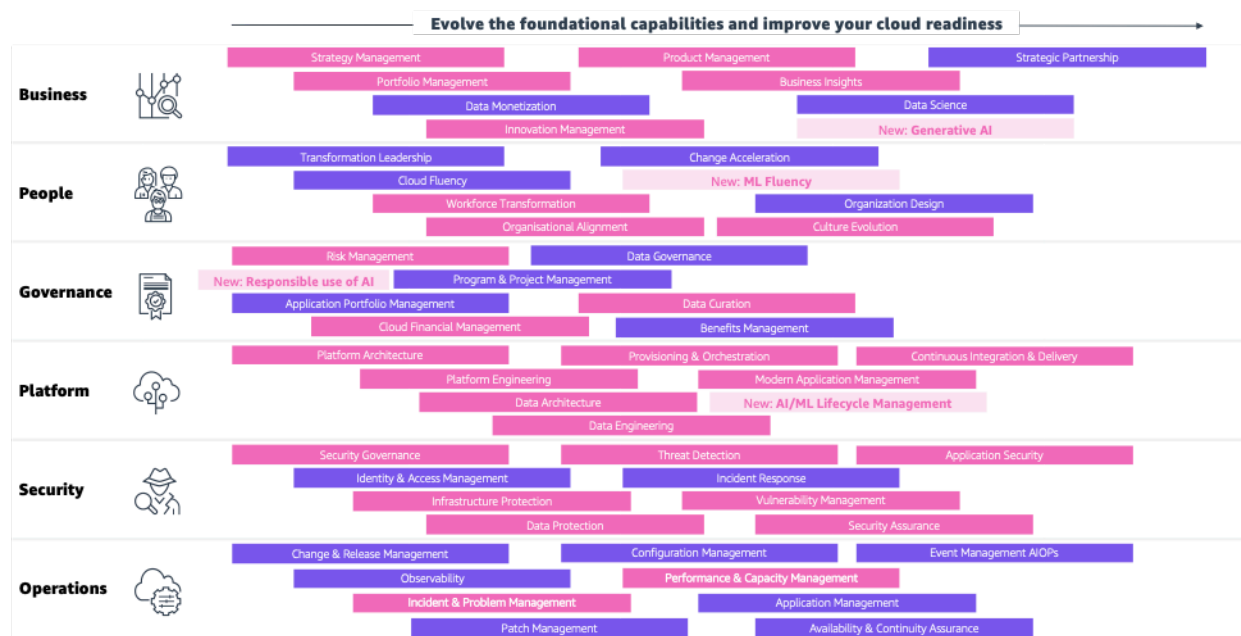 Evolve the foundational capabilities and improve your cloud readiness
Business
Strategy Management
Product Management
Strategic Partnership
Portfolio Management
Business Insights
Data Monetization
Data Science
Innovation Management
New: Generative AI
People
Transformation Leadership
Change Acceleration
Cloud Fluency
New: ML Fluency
Workforce Transformation
Organization Design
Organisational Alignment
Culture Evolution
Governance
Risk Management
Data Governance
New: Responsible use of AI
Program & Project Management
Application Portfolio Management
Data Curation
Cloud Financial Management
Benefits Management
Platform
Platform Architecture
Provisioning & Orchestration
Continuous Integration & Delivery
Platform Engineering
Modern Application Management
Data Architecture
New: AI/ML Lifecycle Management
Data Engineering
Security
Security Governance
Threat Detection
Application Security
Identity & Access Management
Incident Response
Infrastructure Protection
Vulnerability Management
Data Protection
Security Assurance
Operations
Change & Release Management
Configuration Management
Event Management AIOPs
Observability
Performance & Capacity Management
Incident & Problem Management
Application Management
Patch Management
Availability & Continuity Assurance